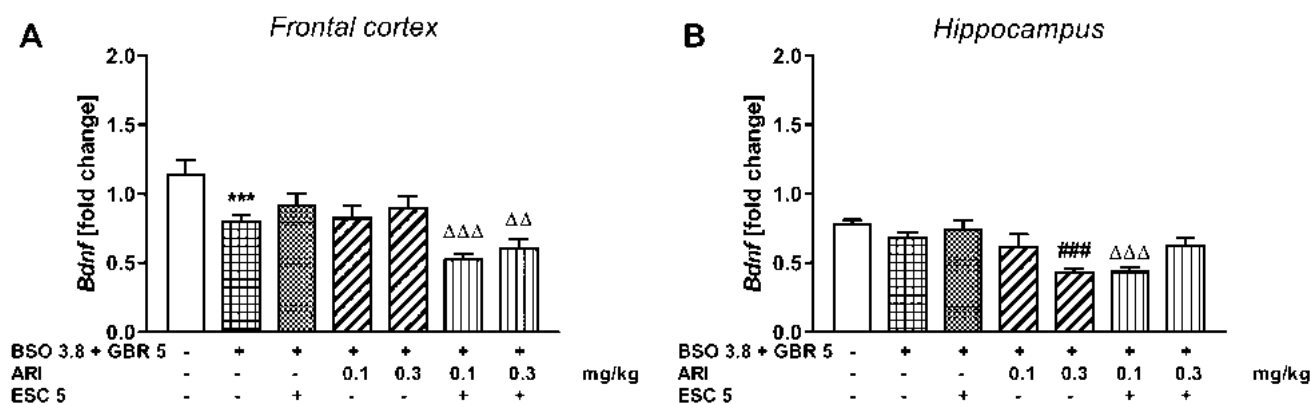 A Frontal cortex
Bdnf [fold change]
2.0
1.5
1.0
0.5
0.0
***
ΔΔΔ
ΔΔ
BSO 3.8 + GBR 5 - + + + + + +
ARI - - - 0.1 0.3 0.1 0.3 mg/kg
ESC 5 - - + - - + +
B Hippocampus
Bdnf [fold change]
2.0
1.5
1.0
0.5
0.0
###
ΔΔΔ
BSO 3.8 + GBR 5 - + + + + + +
ARI - - - 0.1 0.3 0.1 0.3 mg/kg
ESC 5 - - + - - + +